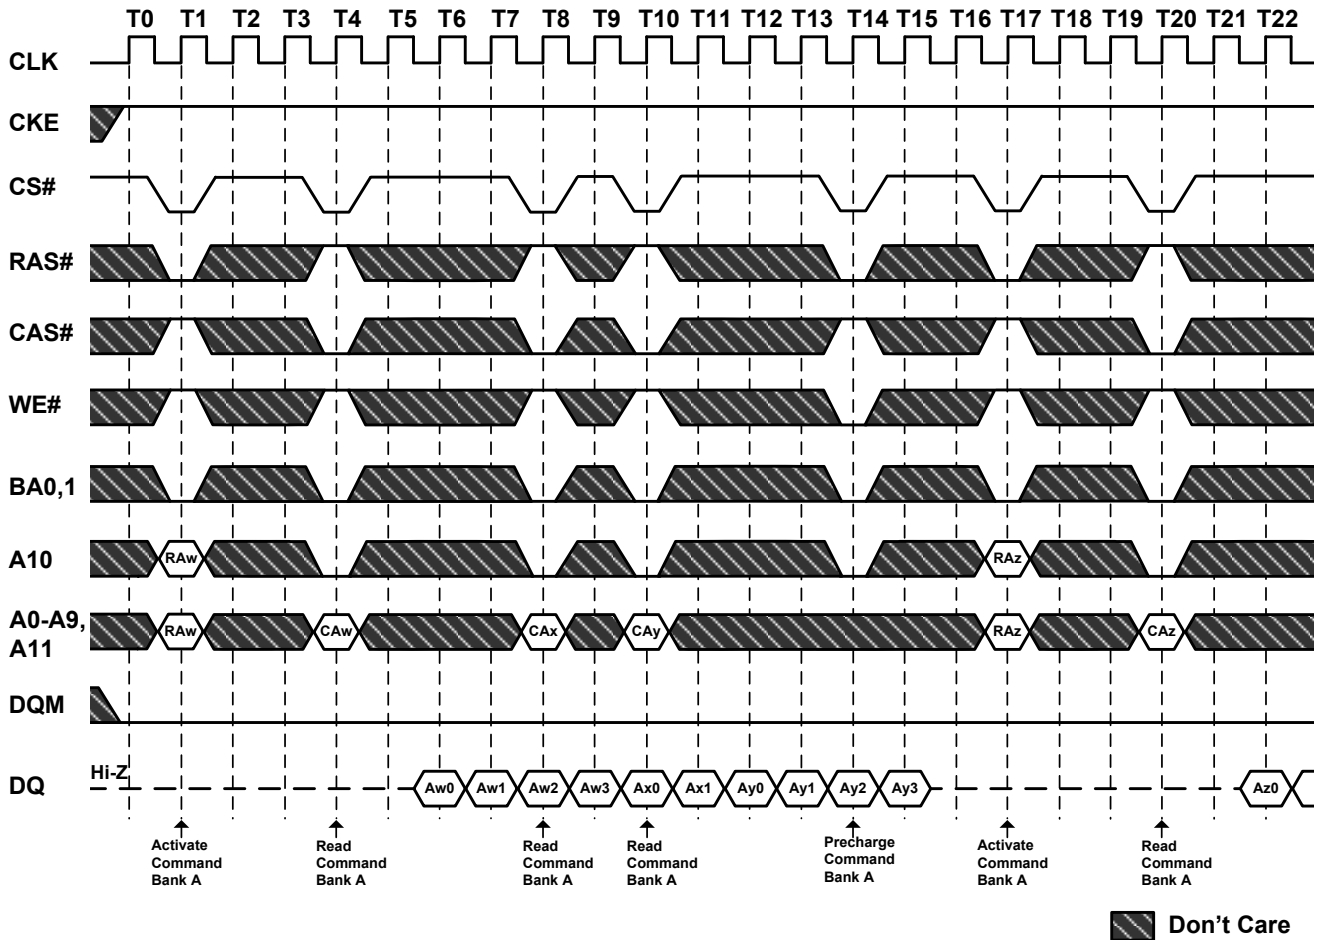 T0 T1 T2 T3 T4 T5 T6 T7 T8 T9 T10 T11 T12 T13 T14 T15 T16 T17 T18 T19 T20 T21 T22
CLK
CKE
CS#
RAS#
CAS#
WE#
BA0,1
A10 RAw RAz
A0-A9,
A11
RAw CAw CAx CAy RAz CAz
DQM
DQ Hi-Z Aw0 Aw1 Aw2 Aw3 Ax0 Ax1 Ay0 Ay1 Ay2 Ay3 Az0
Activate
Command
Bank A
Read
Command
Bank A
Read
Command
Bank A
Read
Command
Bank A
Precharge
Command
Bank A
Activate
Command
Bank A
Read
Command
Bank A
Don't Care